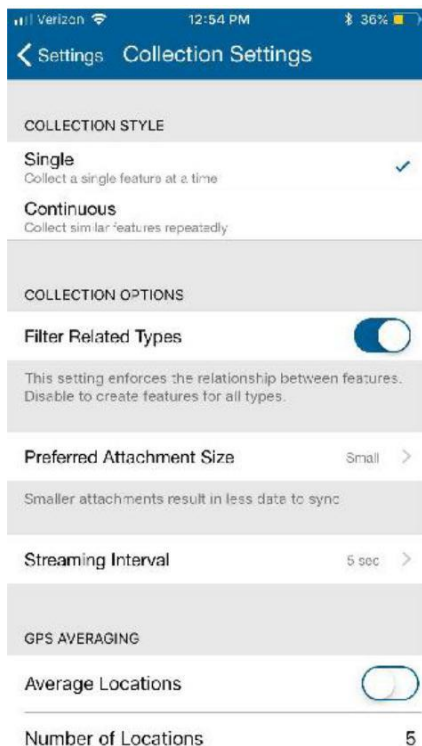 Verizon 12:54 PM 36%
Settings Collection Settings
COLLECTION STYLE
Single
Collect a single feature at a time
Continuous
Collect similar features repeatedly
COLLECTION OPTIONS
Filter Related Types
This setting enforces the relationship between features.
Disable to create features for all types.
Preferred Attachment Size Small
Smaller attachments result in less data to sync
Streaming Interval 5 sec
GPS AVERAGING
Average Locations
Number of Locations 5